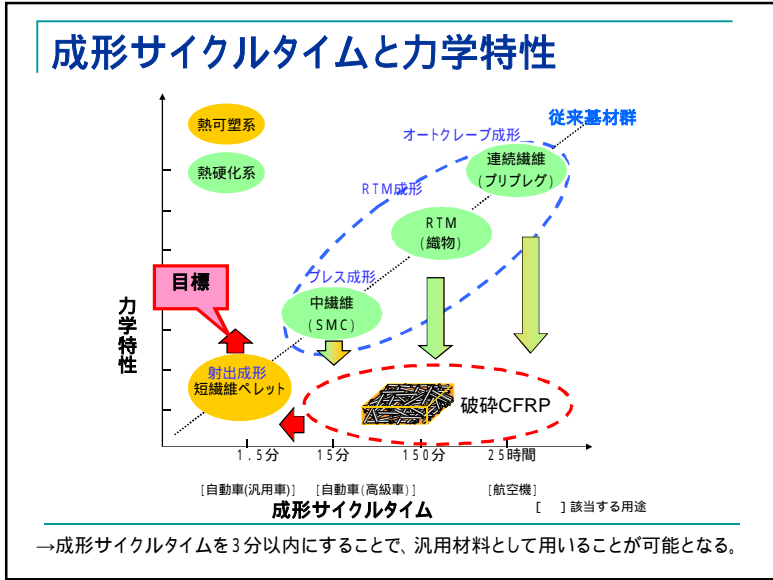 成形サイクルタイムと力学特性
熱可塑系
熱硬化系
従来基材群
オートクレーブ成形
連続繊維
(プリプレグ)
RTM成形
RTM
(織物)
プレス成形
中繊維
(SMC)
目標
力学特性
射出成形
短繊維ペレット
破砕CFRP
1.5分 15分 150分 25時間
[自動車(汎用車)] [自動車(高級車)] [航空機]
成形サイクルタイム
[ ]該当する用途
→成形サイクルタイムを3分以内にすることで、汎用材料として用いることが可能となる。